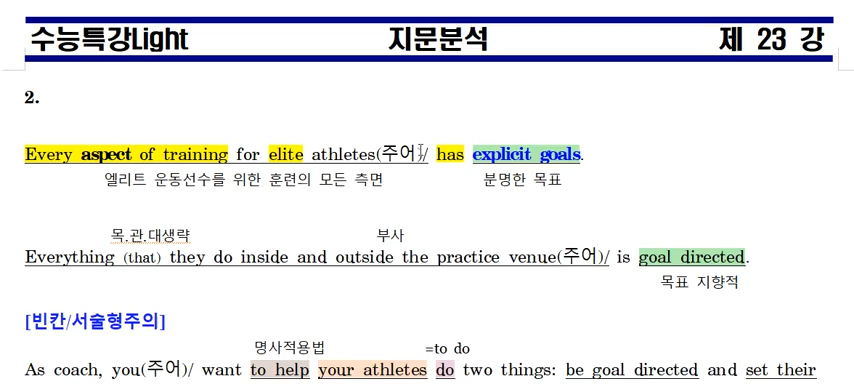 수능특강Light 지문분석 제 23 강
2.
Every aspect of training for elite athletes(주어)/ has explicit goals.
엘리트 운동선수를 위한 훈련의 모든 측면 분명한 목표
목.관.대생략 부사
Everything (that) they do inside and outside the practice venue(주어)/ is goal directed.
목표 지향적
[빈칸/서술형주의]
명사적용법 =to do
As coach, you(주어)/ want to help your athletes do two things: be goal directed and set their